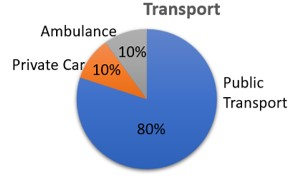 Transport
Ambulance
10%
Private Car
10%
Public
Transport
80%